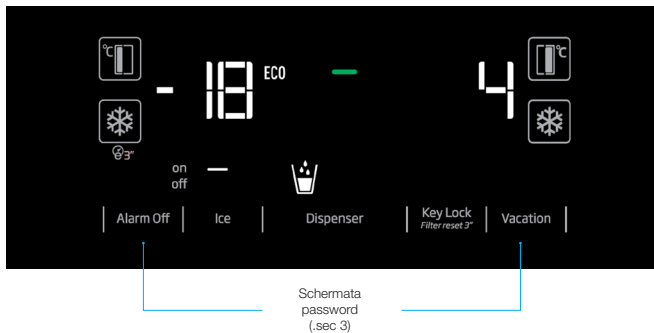 °C
°C
- 18 ECO 4
3"
on
off
Alarm Off Ice Dispenser Key Lock Vacation
Filter reset 3"
Schermata
password
(.sec 3)